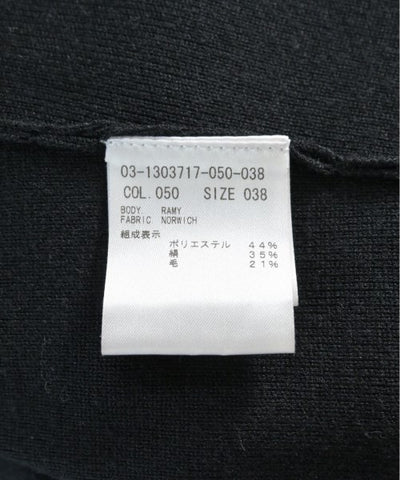 03-1303717-050-038
COL.050 SIZE 038
BODY RAMY
FABRIC NORWICH
組成表示
ポリエステル 44%
絹 35%
毛 21%